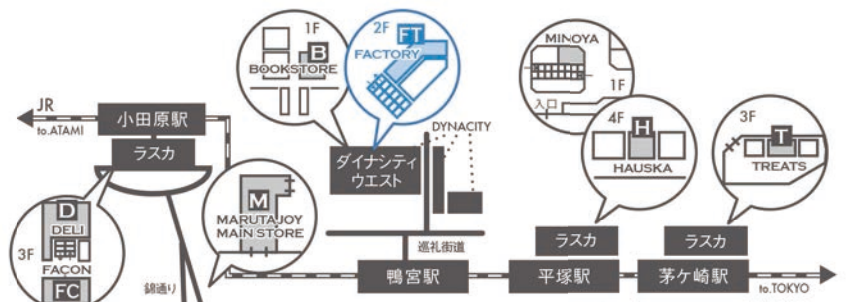 JR
to.ATAMI
小田原駅
ラスカ
3F
D
DELI
FAÇON
FC
錦通り
M
MARUTAJOY
MAIN STORE
1F
B
BOOKSTORE
2F
FT
FACTORY
ダイナシティ
ウエスト
DYNACITY
巡礼街道
鴨宮駅
MINOYA
1F
入口
4F
H
HAUSKA
ラスカ
平塚駅
3F
T
TREATS
ラスカ
茅ケ崎駅
to.TOKYO